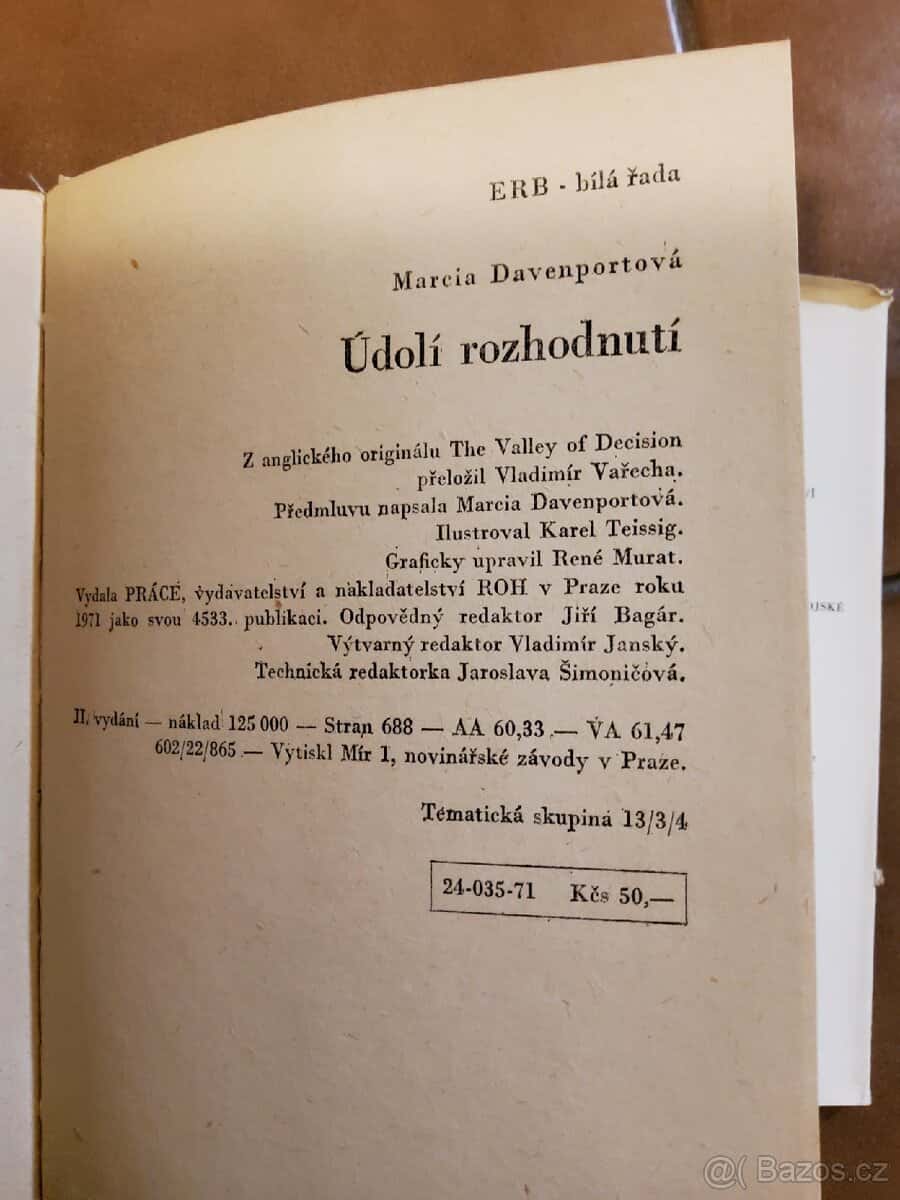 ERB - bílá řada
Marcia Davenportová
Údolí rozhodnutí
Z anglického originálu The Valley of Decision
přeložil Vladimír Vařecha.
Předmluvu napsala Marcia Davenportová.
Ilustroval Karel Teissig.
Graficky upravil René Murat.
Vydala PRÁCE, vydavatelství a nakladatelství ROH v Praze roku
1971 jako svou 4533. publikaci. Odpovědný redaktor Jiří Bagár.
Výtvarný redaktor Vladimír Janský.
Technická redaktorka Jaroslava Šimoničová.
II. vydání — náklad 125 000 — Stran 688 — AA 60,33 — VA 61,47
602/22/865 — Vytiskl Mír 1, novinářské závody v Praze.
Tématická skupina 13/3/4
24-035-71 Kčs 50,—
@( Bazos.cz